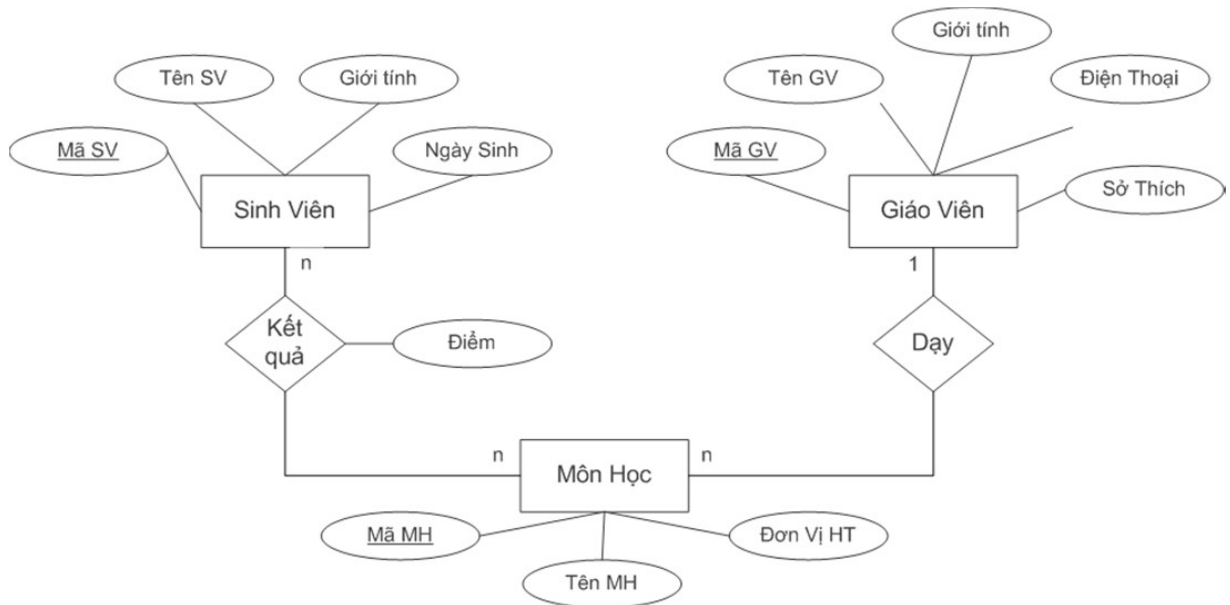 Giới tính
Tên SV
Giới tính
Tên GV
Điện Thoại
Mã SV
Ngày Sinh
Mã GV
Sở Thích
Sinh Viên
Giáo Viên
n
1
Kết
quả
Điểm
Dạy
n
n
Môn Học
Mã MH
Đơn Vị HT
Tên MH